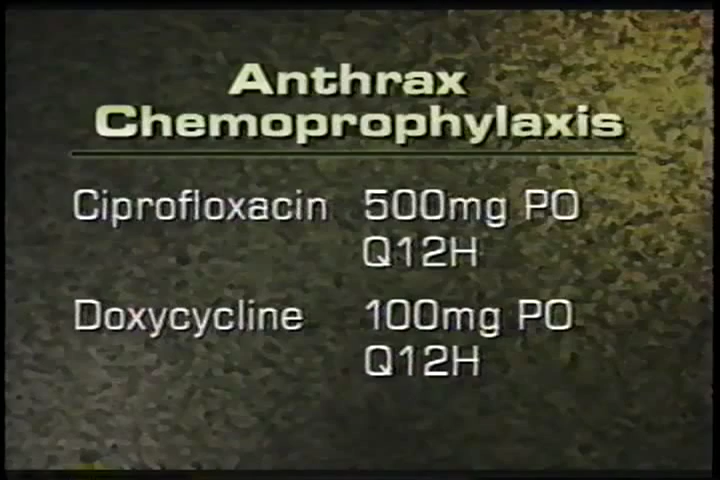 Anthrax
Chemoprophylaxis
Ciprofloxacin 500mg PO
Q12H
Doxycycline 100mg PO
Q12H